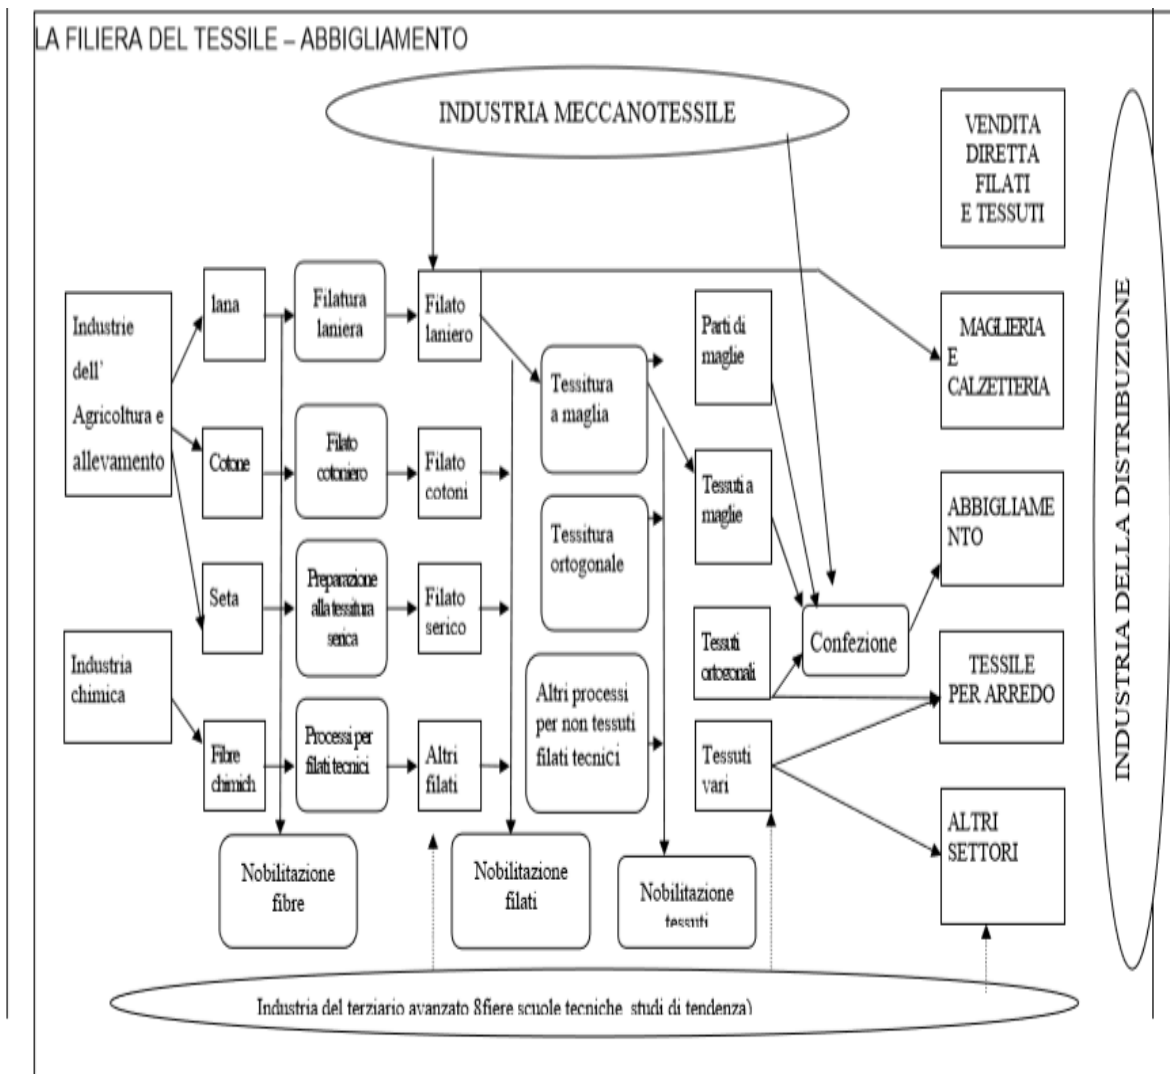 LA FILIERA DEL TESSILE – ABBIGLIAMENTO
INDUSTRIA MECCANOTESSILE
VENDITA
DIRETTA
FILATI
E TESSUTI
Industrie
dell'
Agricoltura e
allevamento
lana
Filatura
laniera
Filato
laniero
Parti di
maglie
MAGLIERIA
E
CALZETTERIA
Tessitura
a maglia
Cotone
Filato
cotoniero
Filato
cotoni
Tessuti a
maglie
ABBIGLIAME
NTO
Tessitura
ortogonale
Seta
Preparazione
alla tessitura
serica
Filato
serico
Tessuti
ortogonali
Confezione
TESSILE
PER ARREDO
Industria
chimica
Altri processi
per non tessuti
filati tecnici
Fibre
chimich
Processi per
filati tecnici
Altri
filati
Tessuti
vari
ALTRI
SETTORI
Nobilitazione
fibre
Nobilitazione
filati
Nobilitazione
tessuti
Industria del terziario avanzato 8fiere scuole tecniche studi di tendenza)
INDUSTRIA DELLA DISTRIBUZIONE